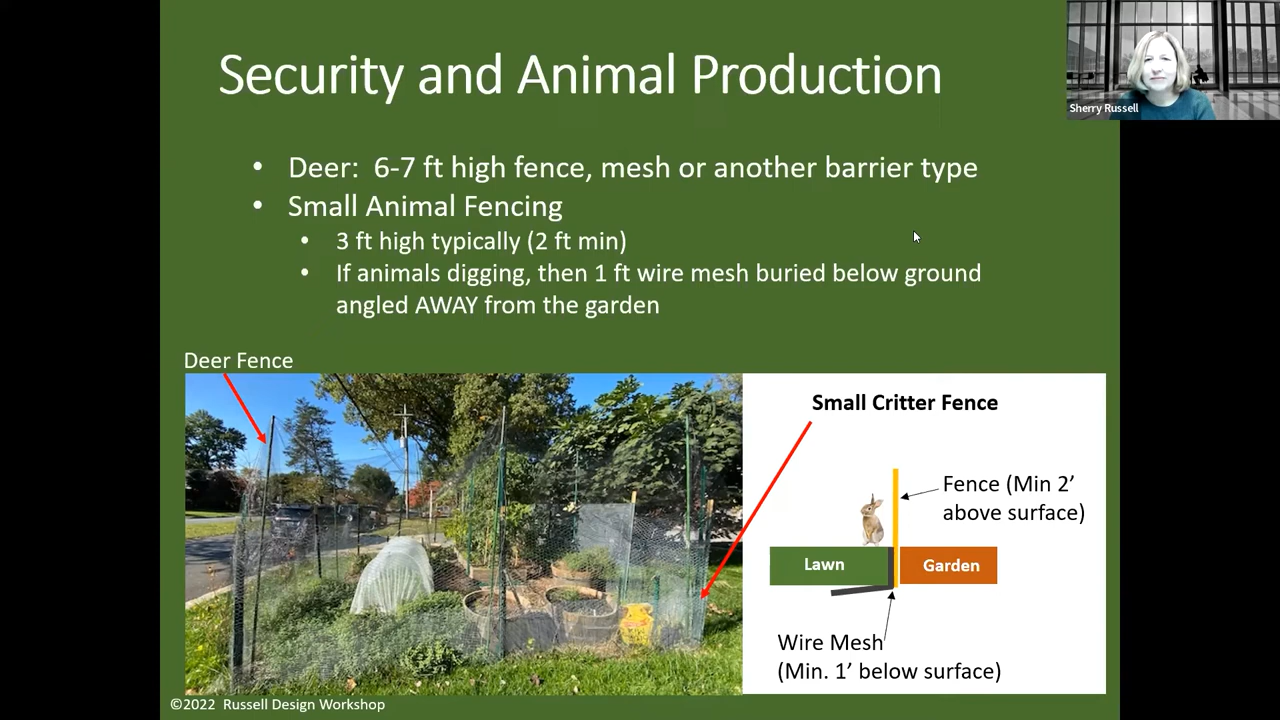 Security and Animal Production
Sherry Russell
• Deer: 6-7 ft high fence, mesh or another barrier type
• Small Animal Fencing
• 3 ft high typically (2 ft min)
• If animals digging, then 1 ft wire mesh buried below ground
angled AWAY from the garden
Deer Fence
Small Critter Fence
Fence (Min 2’
above surface)
Lawn
Garden
Wire Mesh
(Min. 1’ below surface)
©2022 Russell Design Workshop